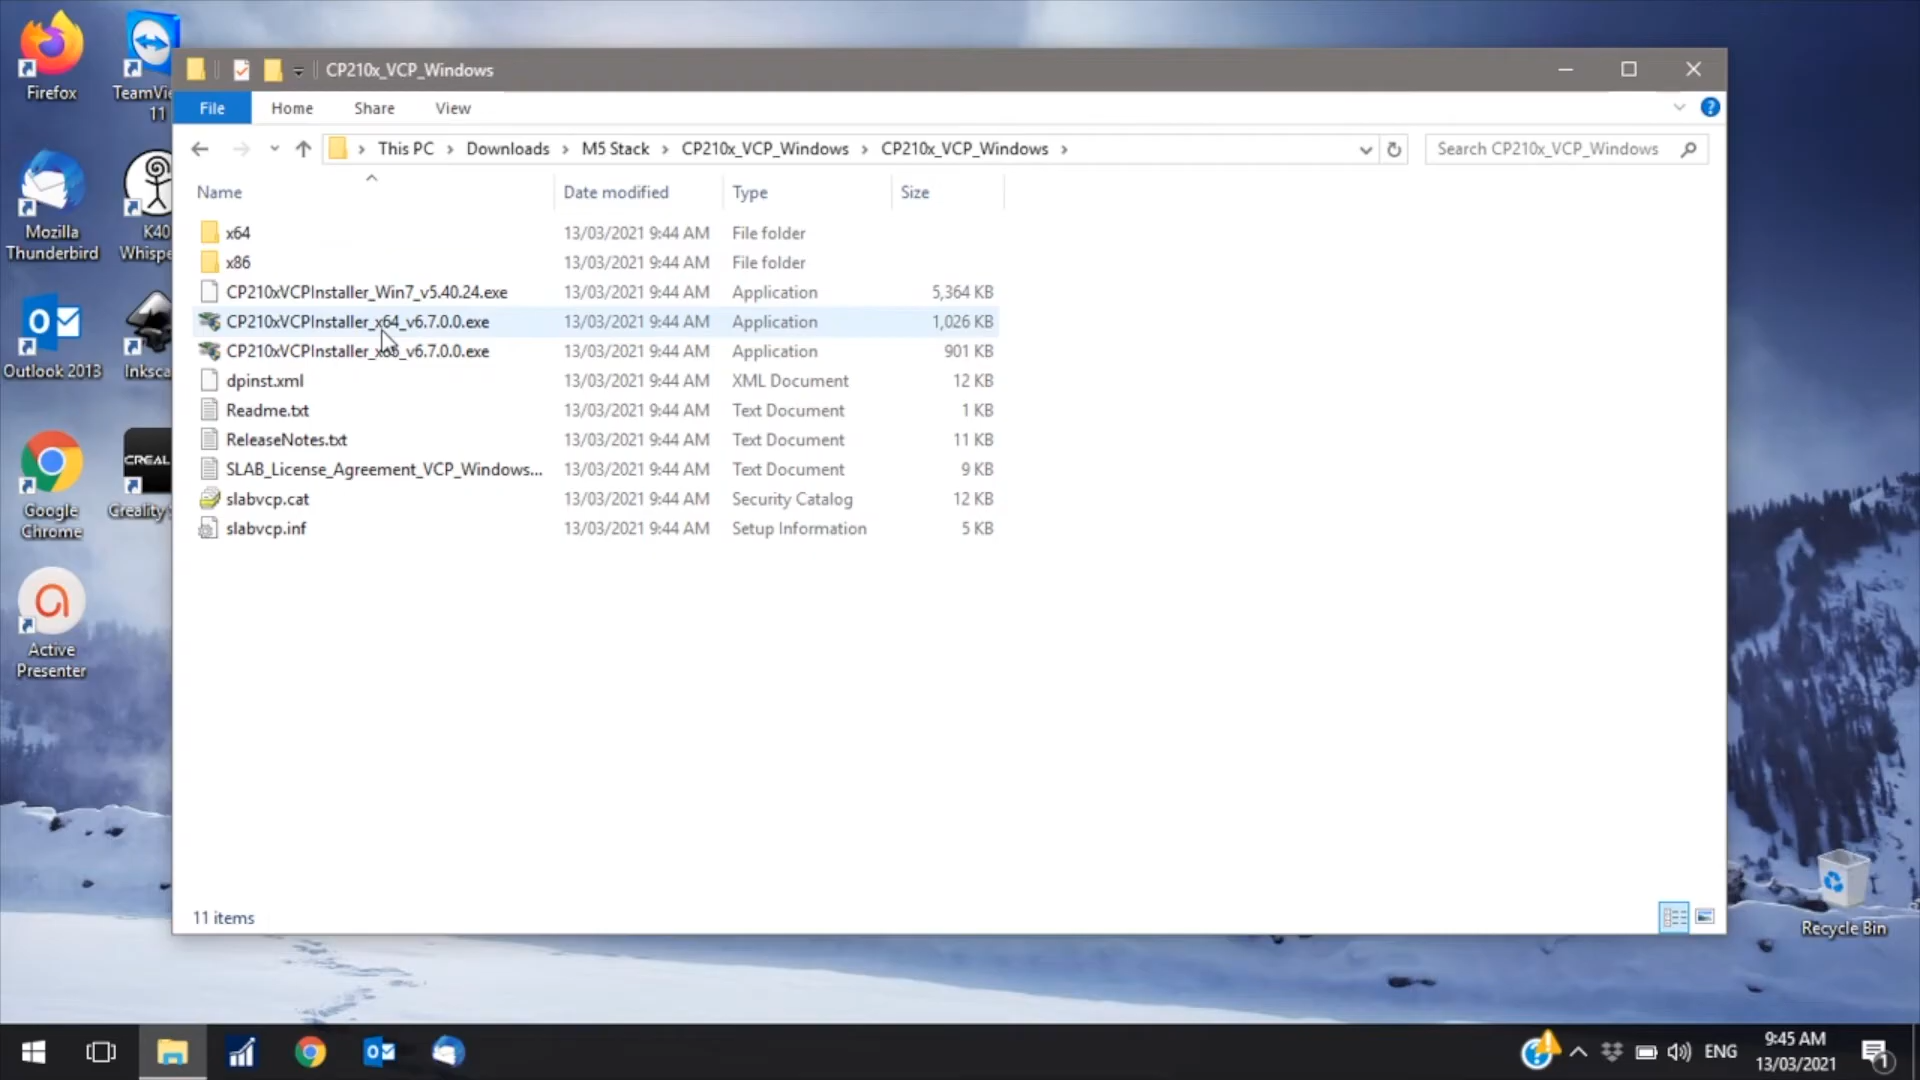 Firefox
TeamVi
11
Mozilla
Thunderbird
K40
Whispe
Outlook 2013
Inksca
Google
Chrome
CREAL
Creality
Active
Presenter
CP210x_VCP_Windows
File
Home
Share
View
This PC
Downloads
M5 Stack
CP210x_VCP_Windows
CP210x_VCP_Windows
Search CP210x_VCP_Windows
Name Date modified Type Size
x64 13/03/2021 9:44 AM File folder
x86 13/03/2021 9:44 AM File folder
CP210xVCPInstaller_Win7_v5.40.24.exe 13/03/2021 9:44 AM Application 5,364 KB
CP210xVCPInstaller_x64_v6.7.0.0.exe 13/03/2021 9:44 AM Application 1,026 KB
CP210xVCPInstaller_x86_v6.7.0.0.exe 13/03/2021 9:44 AM Application 901 KB
dpinst.xml 13/03/2021 9:44 AM XML Document 12 KB
Readme.txt 13/03/2021 9:44 AM Text Document 1 KB
ReleaseNotes.txt 13/03/2021 9:44 AM Text Document 11 KB
SLAB_License_Agreement_VCP_Windows... 13/03/2021 9:44 AM Text Document 9 KB
slabvcp.cat 13/03/2021 9:44 AM Security Catalog 12 KB
slabvcp.inf 13/03/2021 9:44 AM Setup Information 5 KB
11 items
Recycle Bin
ENG
9:45 AM
13/03/2021
1